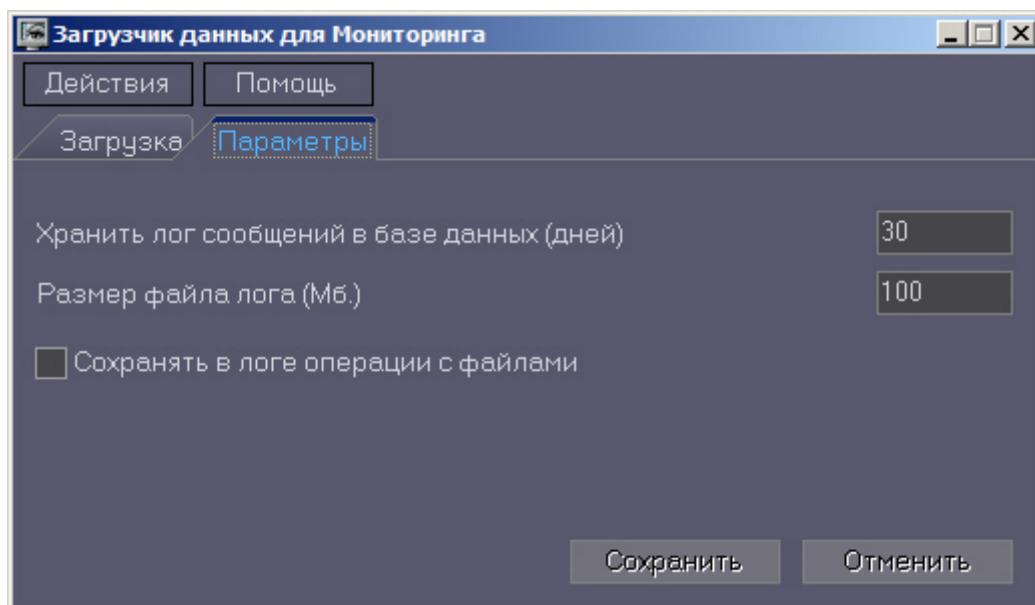 Загрузчик данных для Мониторинга
Действия Помощь
Загрузка Параметры
Хранить лог сообщений в базе данных (дней) 30
Размер файла лога (Мб.) 100
Сохранять в логе операции с файлами
Сохранить Отменить